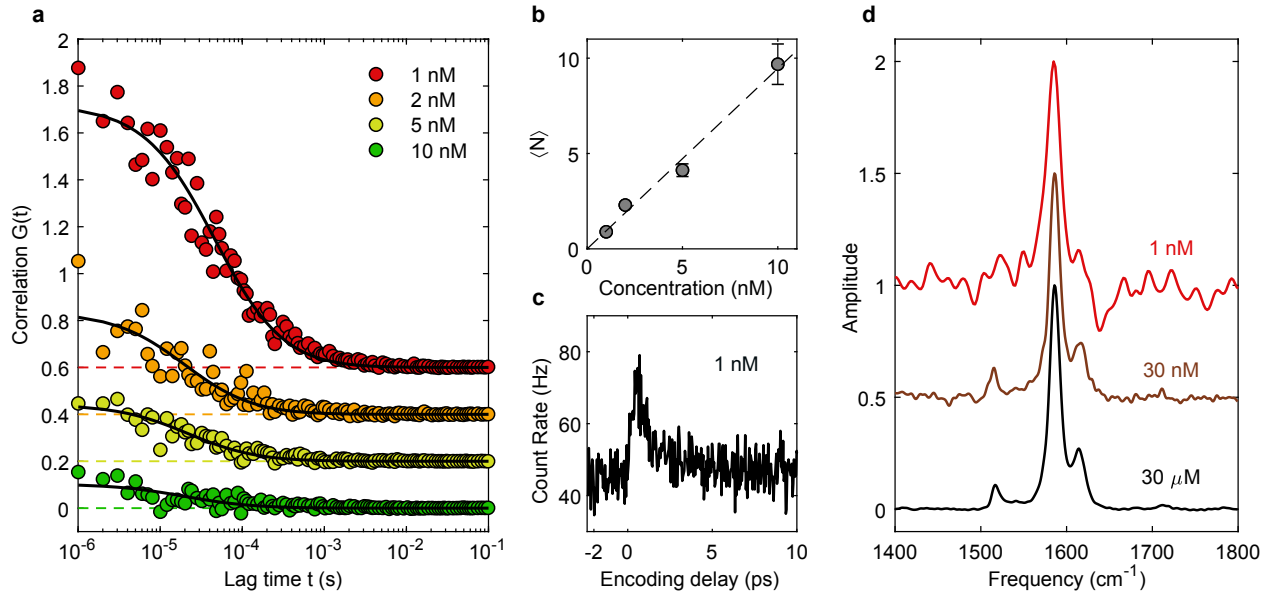 a
2
1.8
1.6
1.4
1.2
1
0.8
0.6
0.4
0.2
0
Correlation G(t)
10⁻⁶
10⁻⁵
10⁻⁴
10⁻³
10⁻²
10⁻¹
Lag time t (s)
1 nM
2 nM
5 nM
10 nM
b
10
5
0
⟨N⟩
0
5
10
Concentration (nM)
c
80
60
40
Count Rate (Hz)
1 nM
-2
0
5
10
Encoding delay (ps)
d
2
1.5
1
0.5
0
Amplitude
1 nM
30 nM
30 μM
1400
1500
1600
1700
1800
Frequency (cm⁻¹)